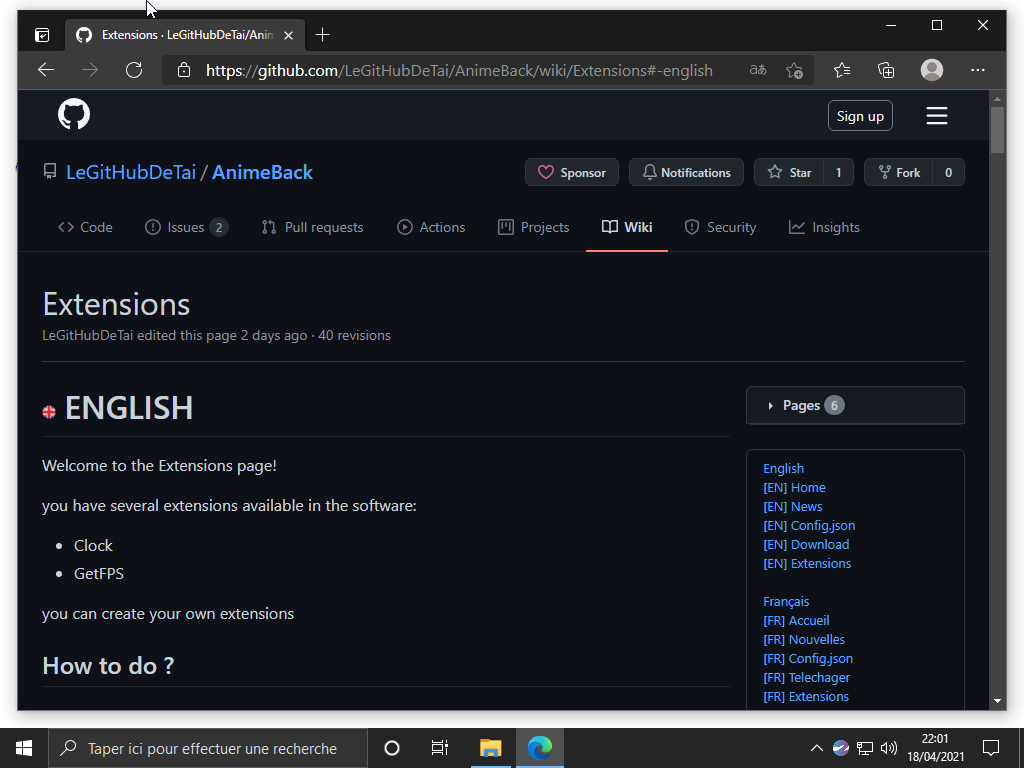 Extensions · LeGitHubDeTai/Anim
https://github.com/LeGitHubDeTai/AnimeBack/wiki/Extensions#-english
Sign up
LeGitHubDeTai / AnimeBack
Sponsor
Notifications
Star 1
Fork 0
Code
Issues 2
Pull requests
Actions
Projects
Wiki
Security
Insights
Extensions
LeGitHubDeTai edited this page 2 days ago · 40 revisions
ENGLISH
Welcome to the Extensions page!
you have several extensions available in the software:
• Clock
• GetFPS
you can create your own extensions
How to do ?
Pages 6
English
[EN] Home
[EN] News
[EN] Config.json
[EN] Download
[EN] Extensions
Français
[FR] Accueil
[FR] Nouvelles
[FR] Config.json
[FR] Telechager
[FR] Extensions
Taper ici pour effectuer une recherche
22:01
18/04/2021